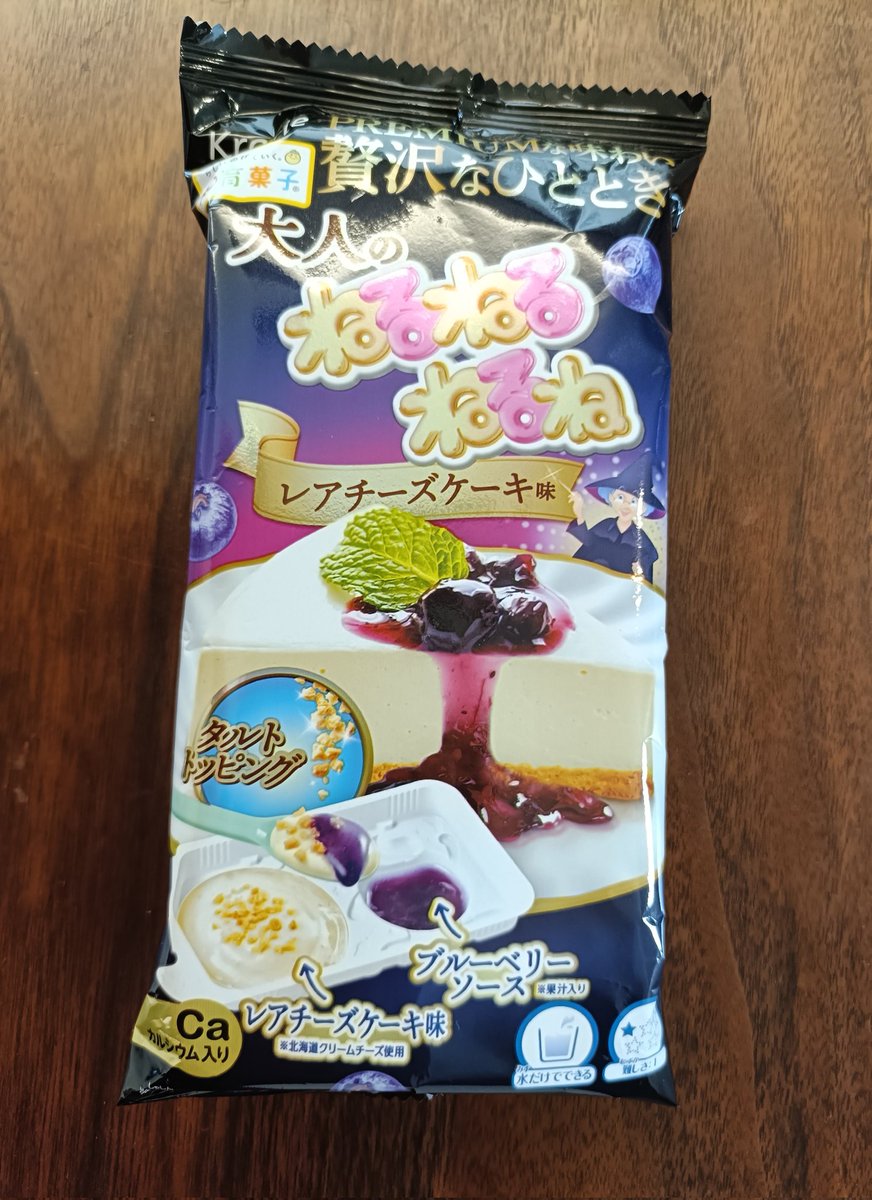 PREMIUMな味わい
贅沢なひととき
育菓子®
大人の
ねるねる
ねるね
レアチーズケーキ味
タルト
トッピング
ブルーベリー
ソース ※果汁入り
レアチーズケーキ味
※北海道クリームチーズ使用
Ca
カルシウム入り
水だけでできる
難しさ:1